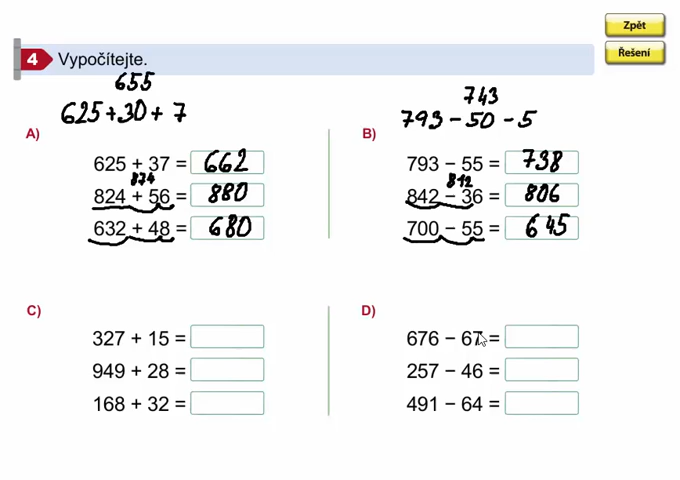 Zpět
Řešení
4 Vypočítejte.
655
625+30+7
743
793-50-5
A)
625 + 37 = 662
874
824 + 56 = 880
632 + 48 = 680
B)
793 − 55 = 738
812
842 − 36 = 806
700 − 55 = 645
C)
327 + 15 =
949 + 28 =
168 + 32 =
D)
676 − 67 =
257 − 46 =
491 − 64 =